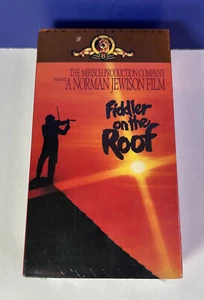 THE MIRISCH PRODUCTION COMPANY
PRESENTS
A NORMAN JEWISON FILM
Fiddler
on the
Roof